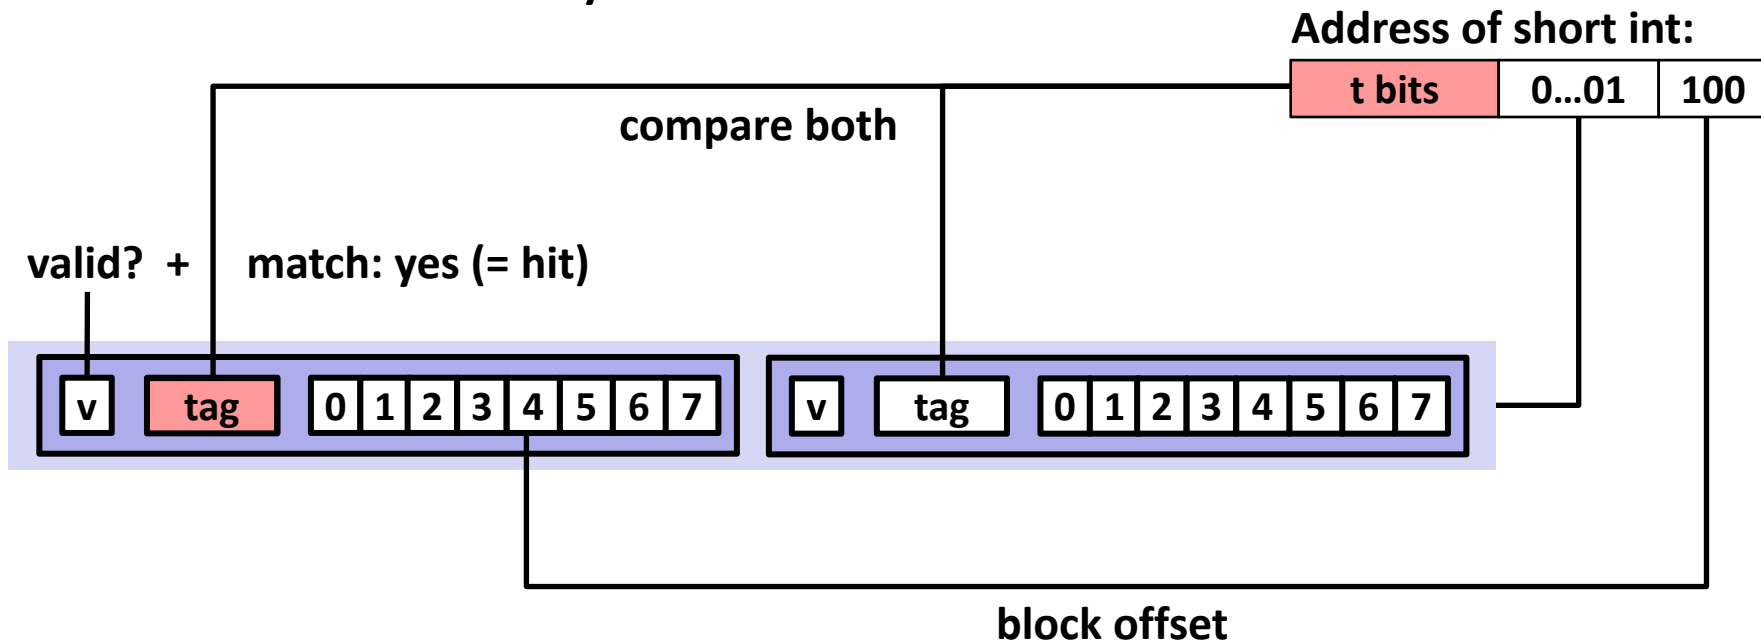 Address of short int:
t bits 0...01 100
compare both
valid? + match: yes (= hit)
v tag 0 1 2 3 4 5 6 7 v tag 0 1 2 3 4 5 6 7
block offset